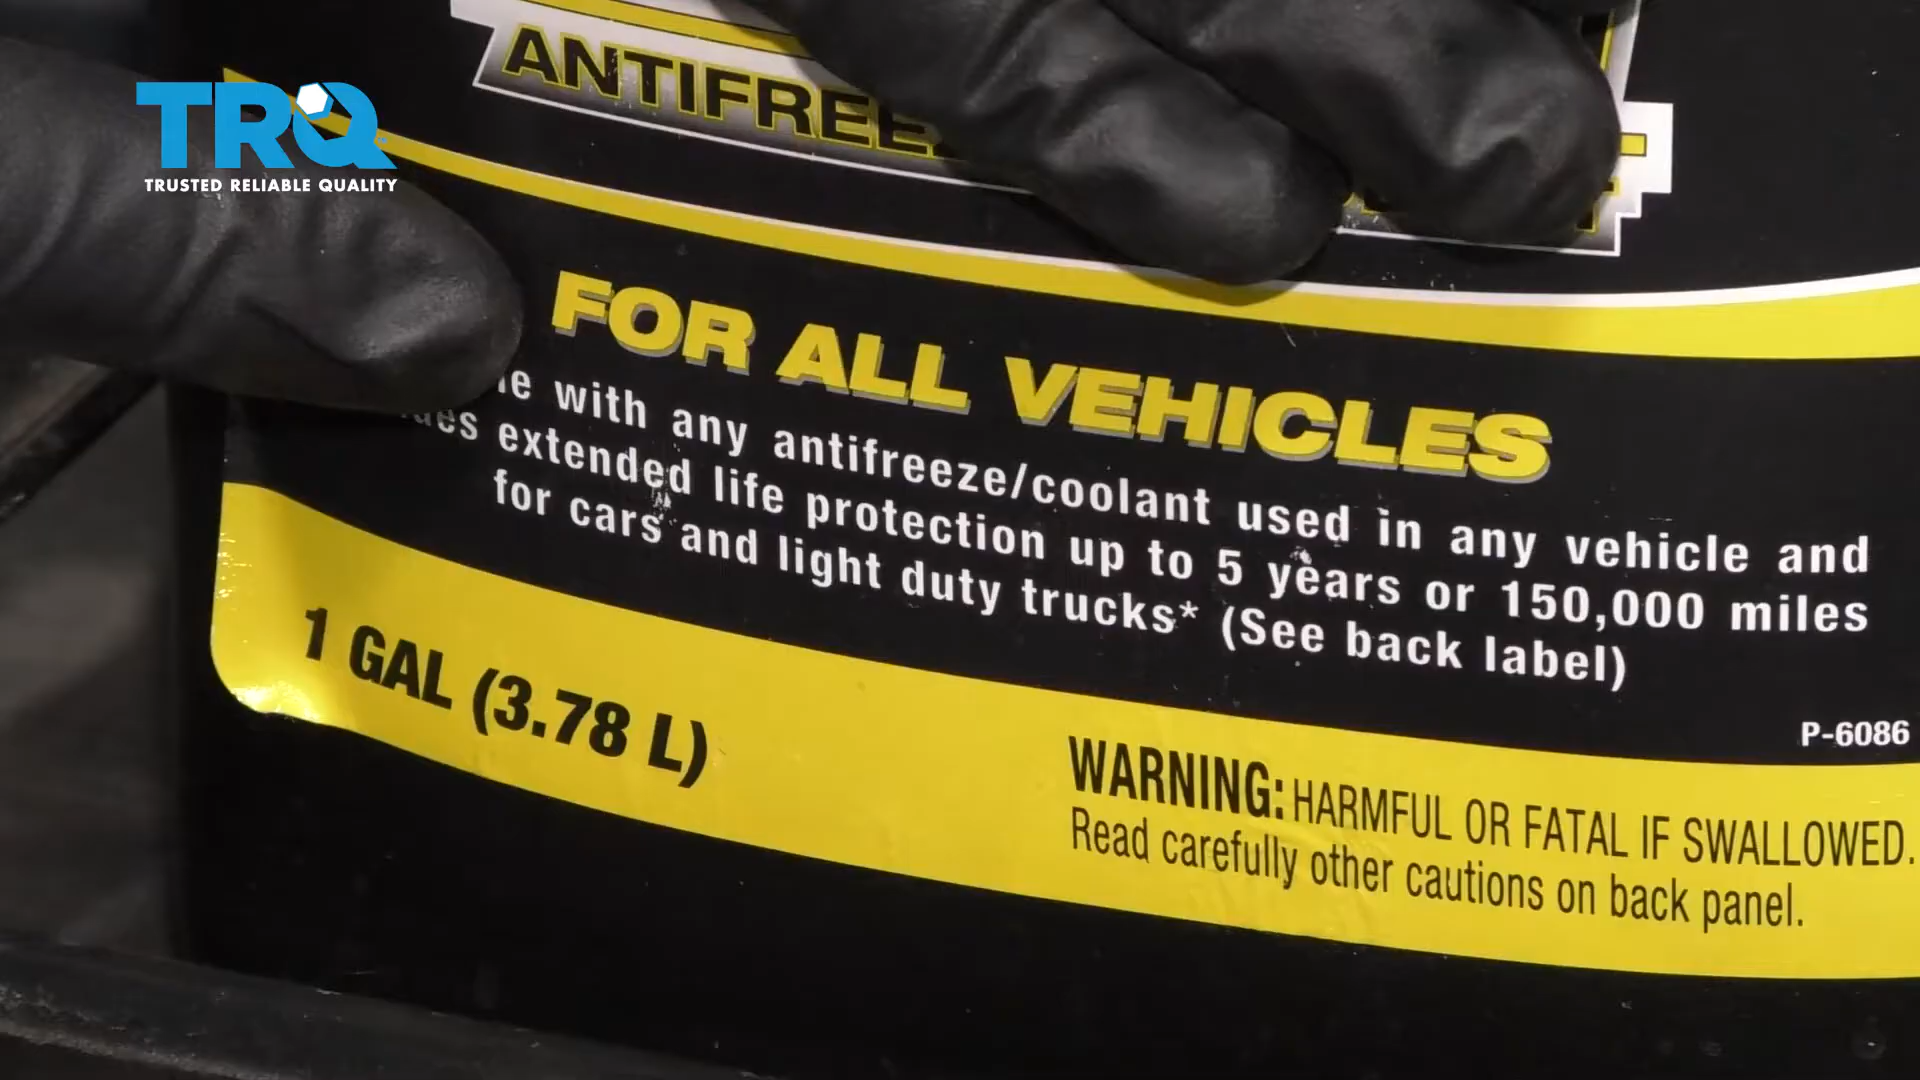 TRQ
TRUSTED RELIABLE QUALITY
FOR ALL VEHICLES
with any antifreeze/coolant used in any vehicle and
extended life protection up to 5 years or 150,000 miles
for cars and light duty trucks* (See back label)
1 GAL (3.78 L)
P-6086
WARNING: HARMFUL OR FATAL IF SWALLOWED.
Read carefully other cautions on back panel.